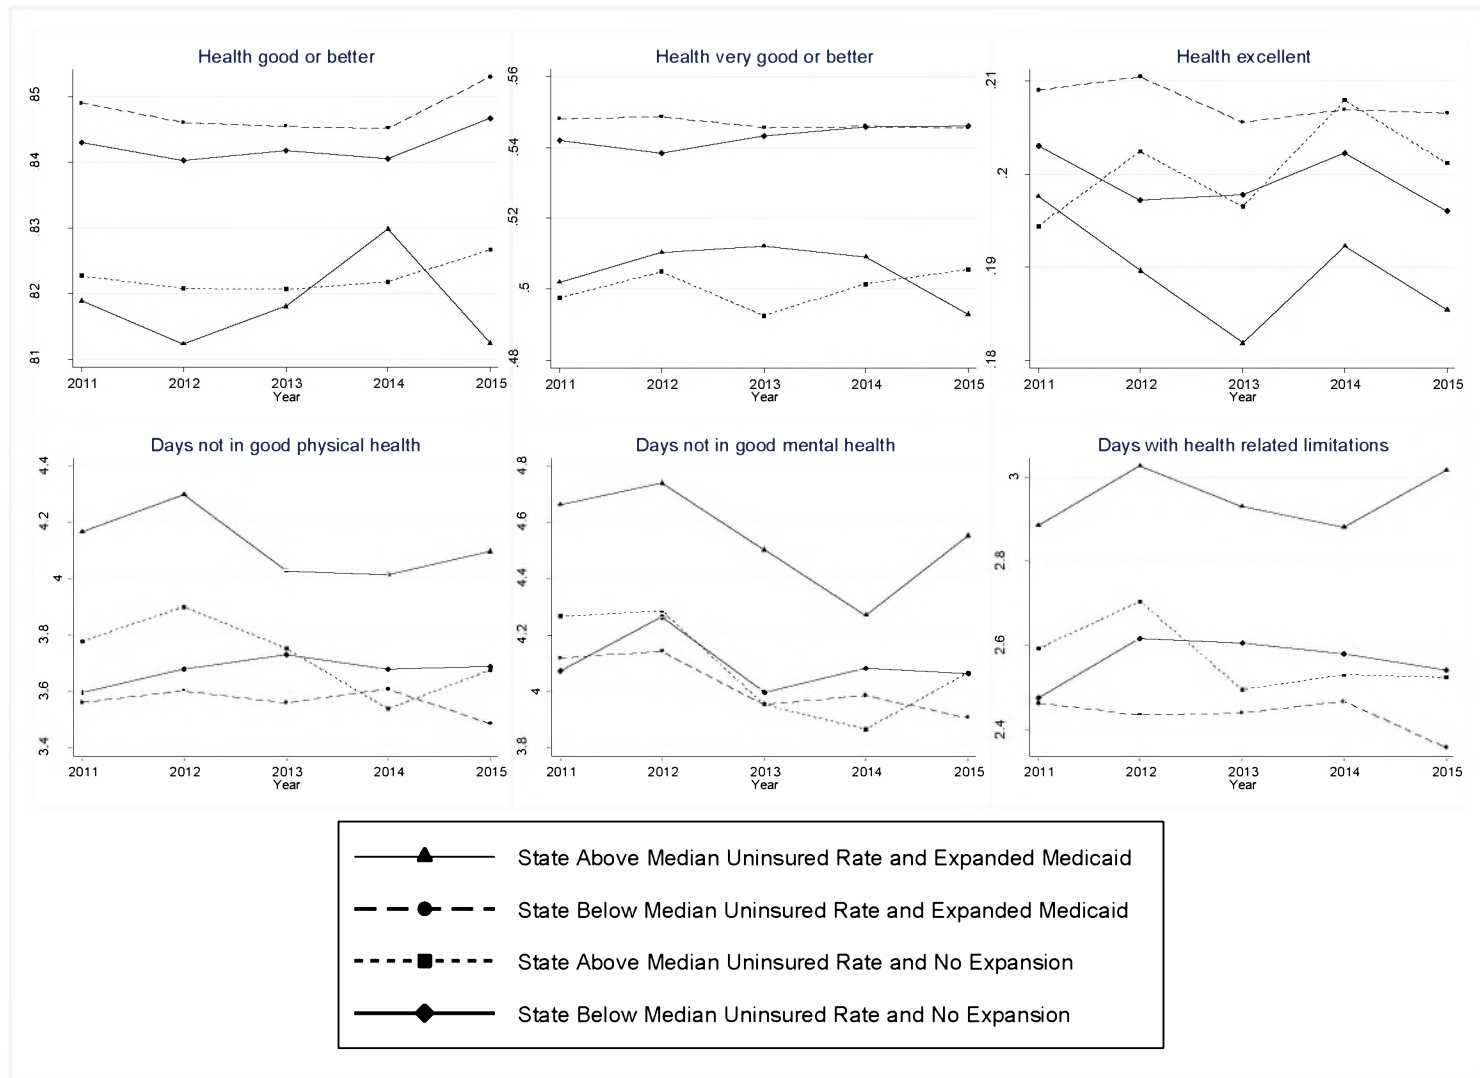 Health good or better
85
84
83
82
81
2011 2012 2013 2014 2015
Year
Health very good or better
.56
.54
.52
.5
.48
2011 2012 2013 2014 2015
Year
Health excellent
.21
.2
.19
.18
2011 2012 2013 2014 2015
Year
Days not in good physical health
4.4
4.2
4
3.8
3.6
3.4
2011 2012 2013 2014 2015
Year
Days not in good mental health
4.8
4.6
4.4
4.2
4
3.8
2011 2012 2013 2014 2015
Year
Days with health related limitations
3
2.8
2.6
2.4
2011 2012 2013 2014 2015
Year
State Above Median Uninsured Rate and Expanded Medicaid
State Below Median Uninsured Rate and Expanded Medicaid
State Above Median Uninsured Rate and No Expansion
State Below Median Uninsured Rate and No Expansion